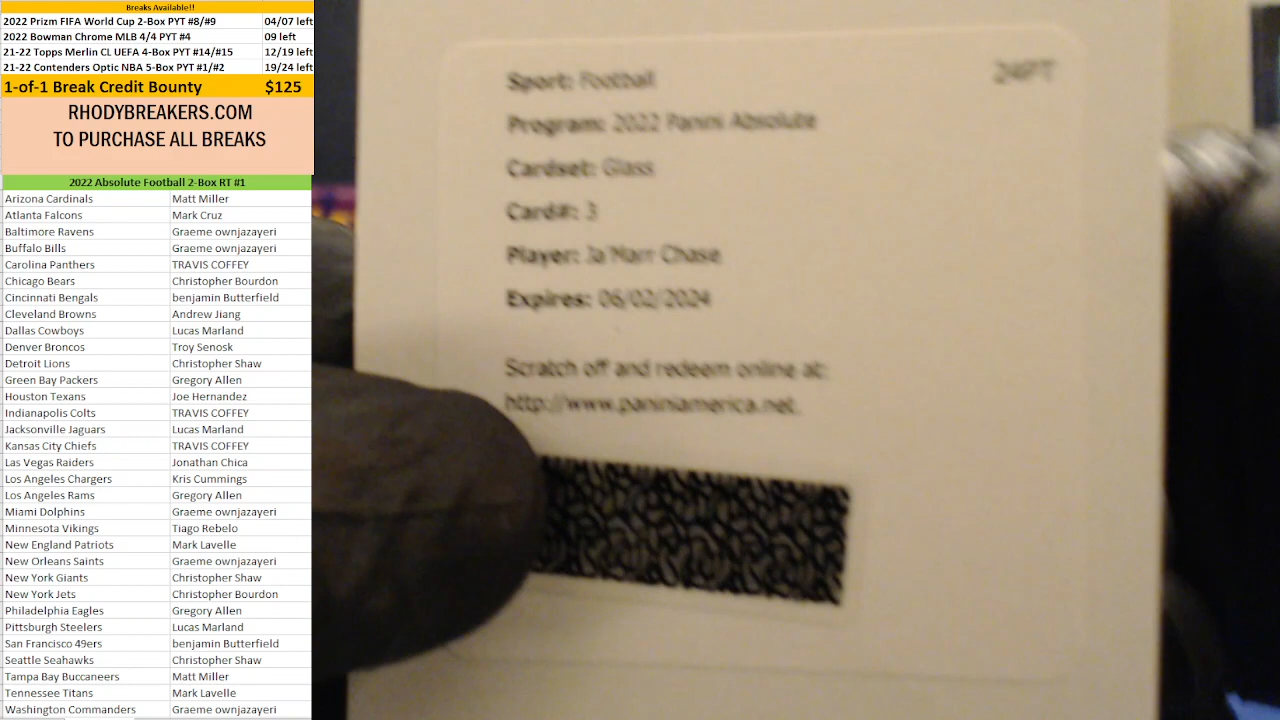 Breaks Available!!
2022 Prizm FIFA World Cup 2-Box PYT #8/#9 04/07 left
2022 Bowman Chrome MLB 4/4 PYT #4 09 left
21-22 Topps Merlin CL UEFA 4-Box PYT #14/#15 12/19 left
21-22 Contenders Optic NBA 5-Box PYT #1/#2 19/24 left
1-of-1 Break Credit Bounty $125
RHODYBREAKERS.COM
TO PURCHASE ALL BREAKS
2022 Absolute Football 2-Box RT #1
Arizona Cardinals Matt Miller
Atlanta Falcons Mark Cruz
Baltimore Ravens Graeme ownjazayeri
Buffalo Bills Graeme ownjazayeri
Carolina Panthers TRAVIS COFFEY
Chicago Bears Christopher Bourdon
Cincinnati Bengals benjamin Butterfield
Cleveland Browns Andrew Jiang
Dallas Cowboys Lucas Marland
Denver Broncos Troy Senosk
Detroit Lions Christopher Shaw
Green Bay Packers Gregory Allen
Houston Texans Joe Hernandez
Indianapolis Colts TRAVIS COFFEY
Jacksonville Jaguars Lucas Marland
Kansas City Chiefs TRAVIS COFFEY
Las Vegas Raiders Jonathan Chica
Los Angeles Chargers Kris Cummings
Los Angeles Rams Gregory Allen
Miami Dolphins Graeme ownjazayeri
Minnesota Vikings Tiago Rebelo
New England Patriots Mark Lavelle
New Orleans Saints Graeme ownjazayeri
New York Giants Christopher Shaw
New York Jets Christopher Bourdon
Philadelphia Eagles Gregory Allen
Pittsburgh Steelers Lucas Marland
San Francisco 49ers benjamin Butterfield
Seattle Seahawks Christopher Shaw
Tampa Bay Buccaneers Matt Miller
Tennessee Titans Mark Lavelle
Washington Commanders Graeme ownjazayeri
Sport: Football 24PT
Program: 2022 Panini Absolute
Cardset: Glass
Card#: 3
Player: Ja'Marr Chase
Expires: 06/02/2024
Scratch off and redeem online at:
http://www.paniniamerica.net.